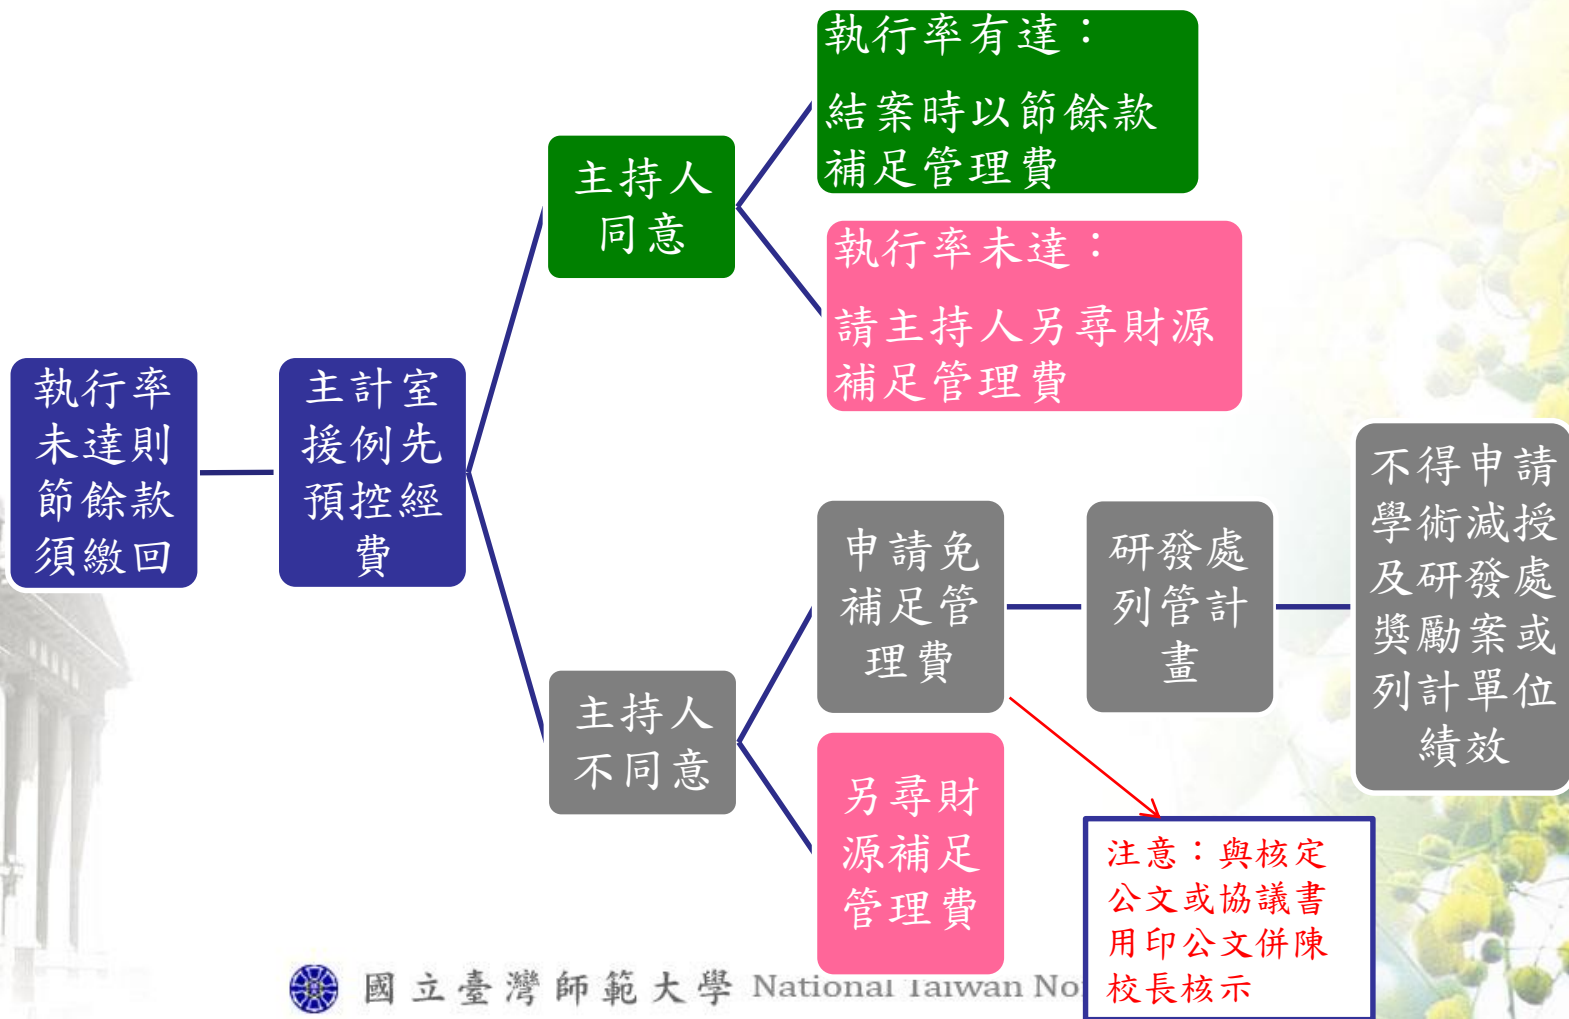 執行率
未達則
節餘款
須繳回
主計室
援例先
預控經
費
主持人
同意
執行率有達：
結案時以節餘款
補足管理費
執行率未達：
請主持人另尋財源
補足管理費
主持人
不同意
申請免
補足管
理費
研發處
列管計
畫
不得申請
學術減授
及研發處
獎勵案或
列計單位
績效
另尋財
源補足
管理費
注意：與核定
公文或協議書
用印公文併陳
校長核示
國立臺灣師範大學 National Taiwan No